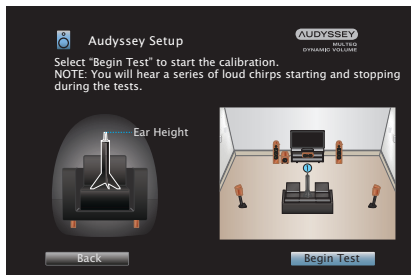 Audyssey Setup
AUDYSSEY
MULTEQ
DYNAMIC VOLUME
Select “Begin Test” to start the calibration.
NOTE: You will hear a series of loud chirps starting and stopping
during the tests.
Ear Height
Back
Begin Test